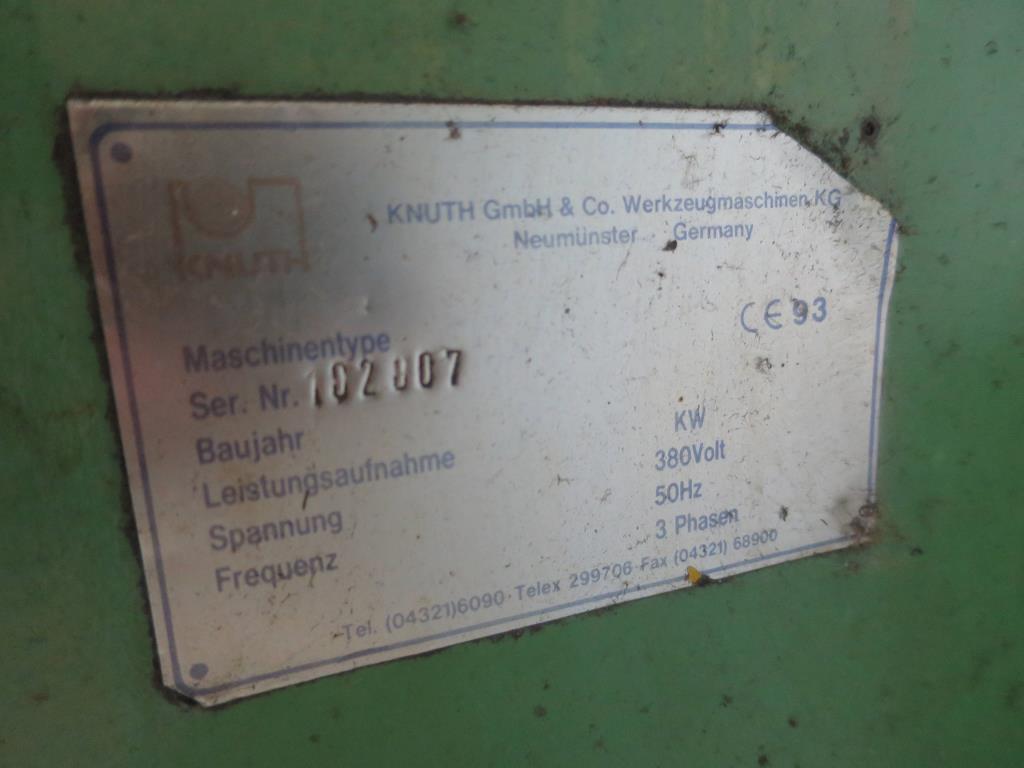 KNUTH
KNUTH GmbH & Co. Werkzeugmaschinen KG
Neumünster · Germany
CE 93
Maschinentype
Ser. Nr. 102807
Baujahr
Leistungsaufnahme KW
Spannung 380Volt
Frequenz 50Hz
3 Phasen
Tel. (04321)6090·Telex 299706·Fax (04321) 68900